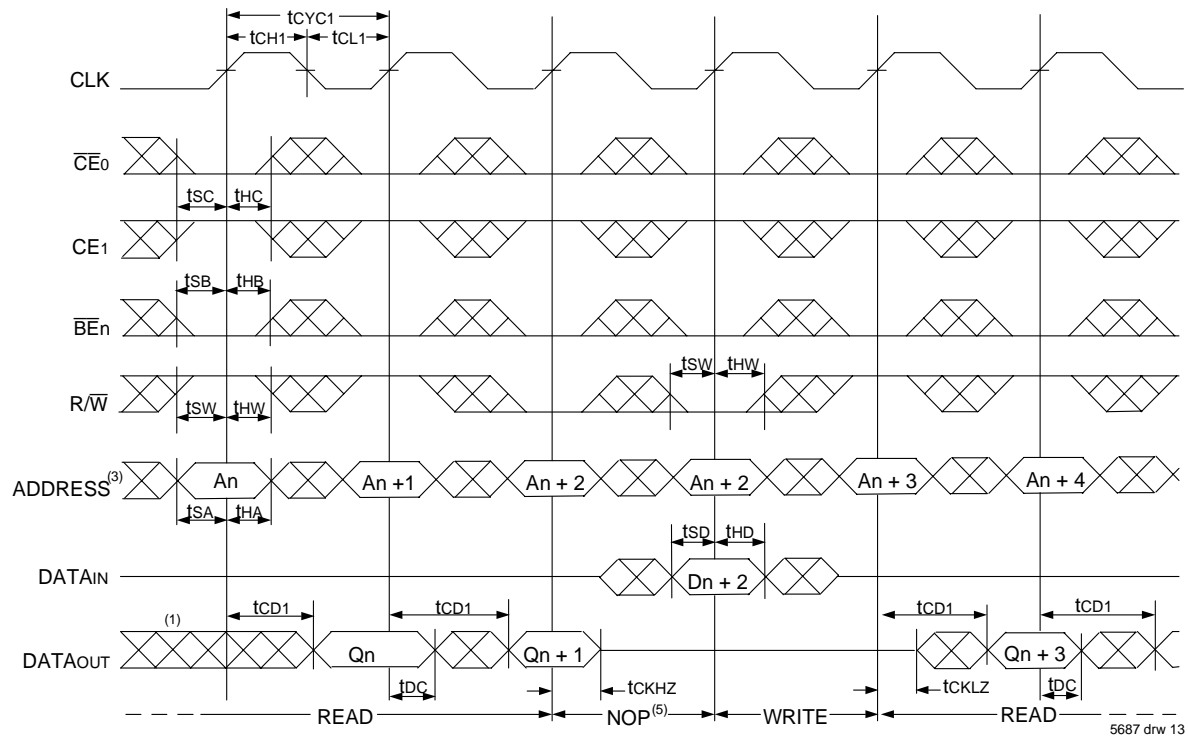 tCYC1
tCH1 tCL1
CLK
CE0
tSC tHC
CE1
tSB tHB
BEn
tSW tHW
R/W
tSW tHW
ADDRESS(3) An An +1 An + 2 An + 2 An + 3 An + 4
tSA tHA
tSD tHD
DATAIN Dn + 2
(1) tCD1 tCD1 tCD1 tCD1
DATAOUT Qn Qn + 1 Qn + 3
tDC tCKHZ tCKLZ tDC
READ NOP(5) WRITE READ
5687 drw 13